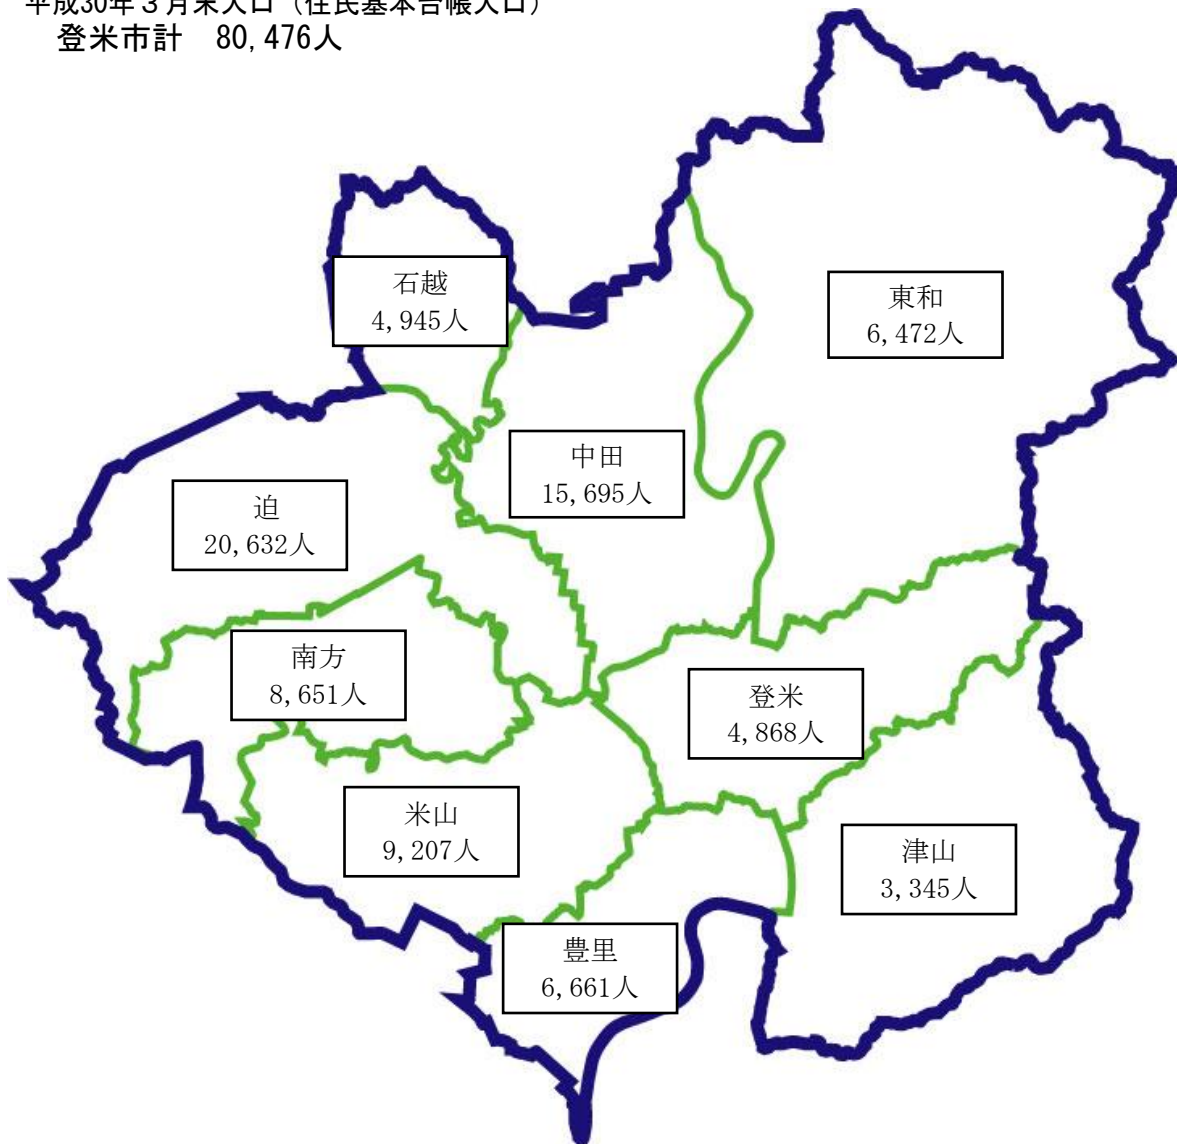 平成30年３月末人口（住民基本台帳人口）
登米市計　80,476人
石越
4,945人
東和
6,472人
中田
15,695人
迫
20,632人
南方
8,651人
登米
4,868人
米山
9,207人
津山
3,345人
豊里
6,661人